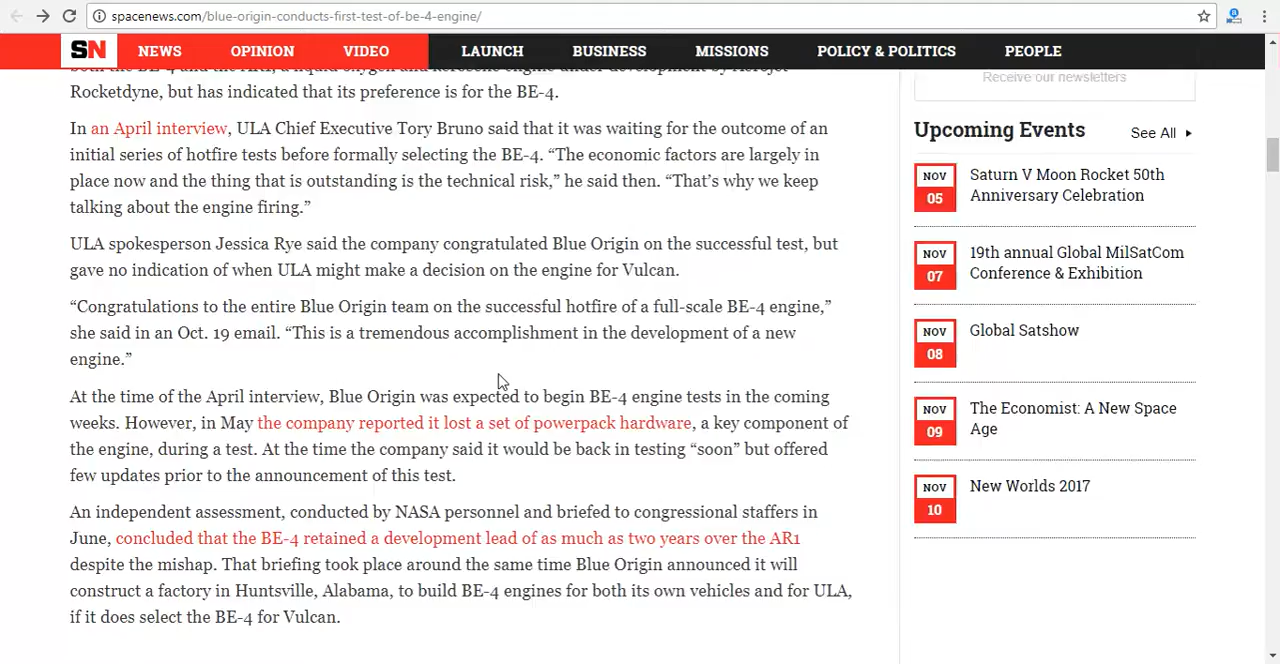 spacenews.com/blue-origin-conducts-first-test-of-be-4-engine/
SN NEWS OPINION VIDEO LAUNCH BUSINESS MISSIONS POLICY & POLITICS PEOPLE
both the BE-4 and the AR1, a liquid oxygen and kerosene engine under development by Aerojet
Rocketdyne, but has indicated that its preference is for the BE-4.
In an April interview, ULA Chief Executive Tory Bruno said that it was waiting for the outcome of an
initial series of hotfire tests before formally selecting the BE-4. “The economic factors are largely in
place now and the thing that is outstanding is the technical risk,” he said then. “That’s why we keep
talking about the engine firing.”
ULA spokesperson Jessica Rye said the company congratulated Blue Origin on the successful test, but
gave no indication of when ULA might make a decision on the engine for Vulcan.
“Congratulations to the entire Blue Origin team on the successful hotfire of a full-scale BE-4 engine,”
she said in an Oct. 19 email. “This is a tremendous accomplishment in the development of a new
engine.”
At the time of the April interview, Blue Origin was expected to begin BE-4 engine tests in the coming
weeks. However, in May the company reported it lost a set of powerpack hardware, a key component of
the engine, during a test. At the time the company said it would be back in testing “soon” but offered
few updates prior to the announcement of this test.
An independent assessment, conducted by NASA personnel and briefed to congressional staffers in
June, concluded that the BE-4 retained a development lead of as much as two years over the AR1
despite the mishap. That briefing took place around the same time Blue Origin announced it will
construct a factory in Huntsville, Alabama, to build BE-4 engines for both its own vehicles and for ULA,
if it does select the BE-4 for Vulcan.
Receive our newsletters
Upcoming Events See All
NOV
05
Saturn V Moon Rocket 50th
Anniversary Celebration
NOV
07
19th annual Global MilSatCom
Conference & Exhibition
NOV
08
Global Satshow
NOV
09
The Economist: A New Space
Age
NOV
10
New Worlds 2017